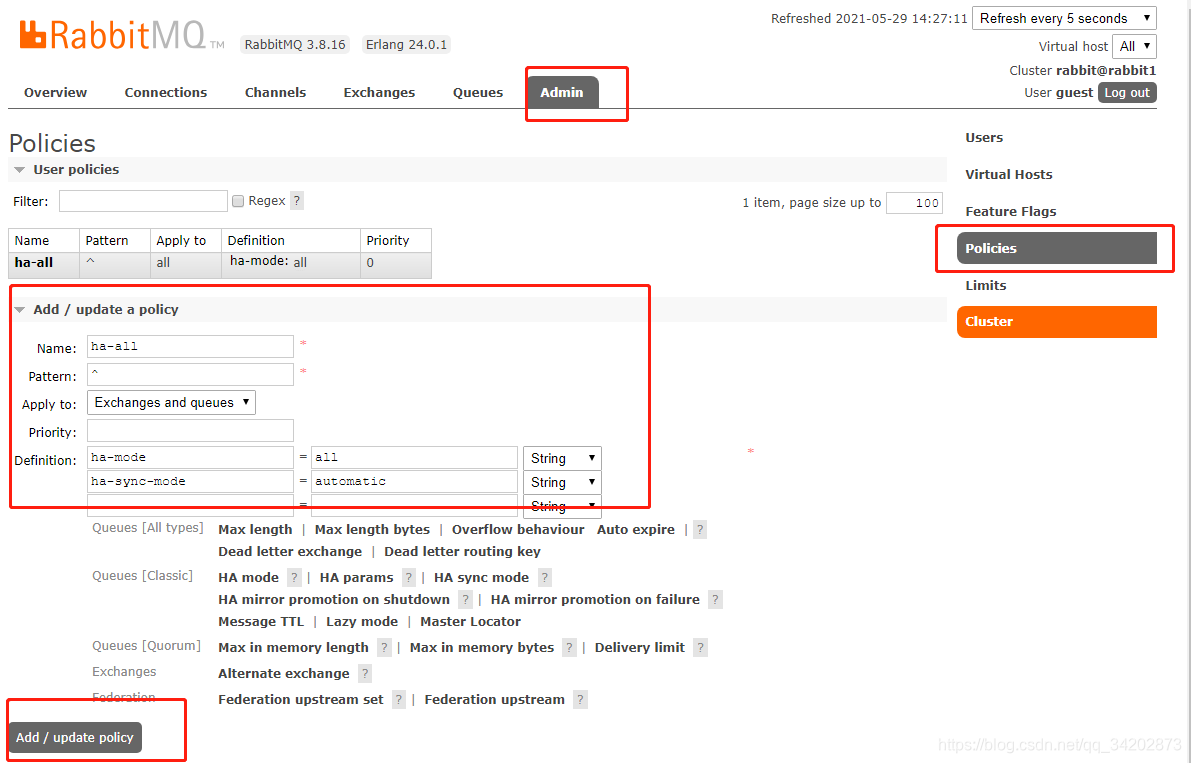 RabbitMQ TM RabbitMQ 3.8.16 Erlang 24.0.1
Refreshed 2021-05-29 14:27:11 Refresh every 5 seconds
Virtual host All
Cluster rabbit@rabbit1
User guest Log out
Overview Connections Channels Exchanges Queues Admin
Policies
User policies
Filter: Regex ? 1 item, page size up to 100
Name Pattern Apply to Definition Priority
ha-all ^ all ha-mode: all 0
Add / update a policy
Name: ha-all *
Pattern: ^ *
Apply to: Exchanges and queues
Priority:
Definition: ha-mode = all String *
ha-sync-mode = automatic String
= String
Queues [All types] Max length | Max length bytes | Overflow behaviour Auto expire | ?
Dead letter exchange | Dead letter routing key
Queues [Classic] HA mode ? | HA params ? | HA sync mode ?
HA mirror promotion on shutdown ? | HA mirror promotion on failure ?
Message TTL | Lazy mode | Master Locator
Queues [Quorum] Max in memory length ? | Max in memory bytes ? | Delivery limit ?
Exchanges Alternate exchange ?
Federation Federation upstream set ? | Federation upstream ?
Add / update policy
Users
Virtual Hosts
Feature Flags
Policies
Limits
Cluster
https://blog.csdn.net/qq_34202873